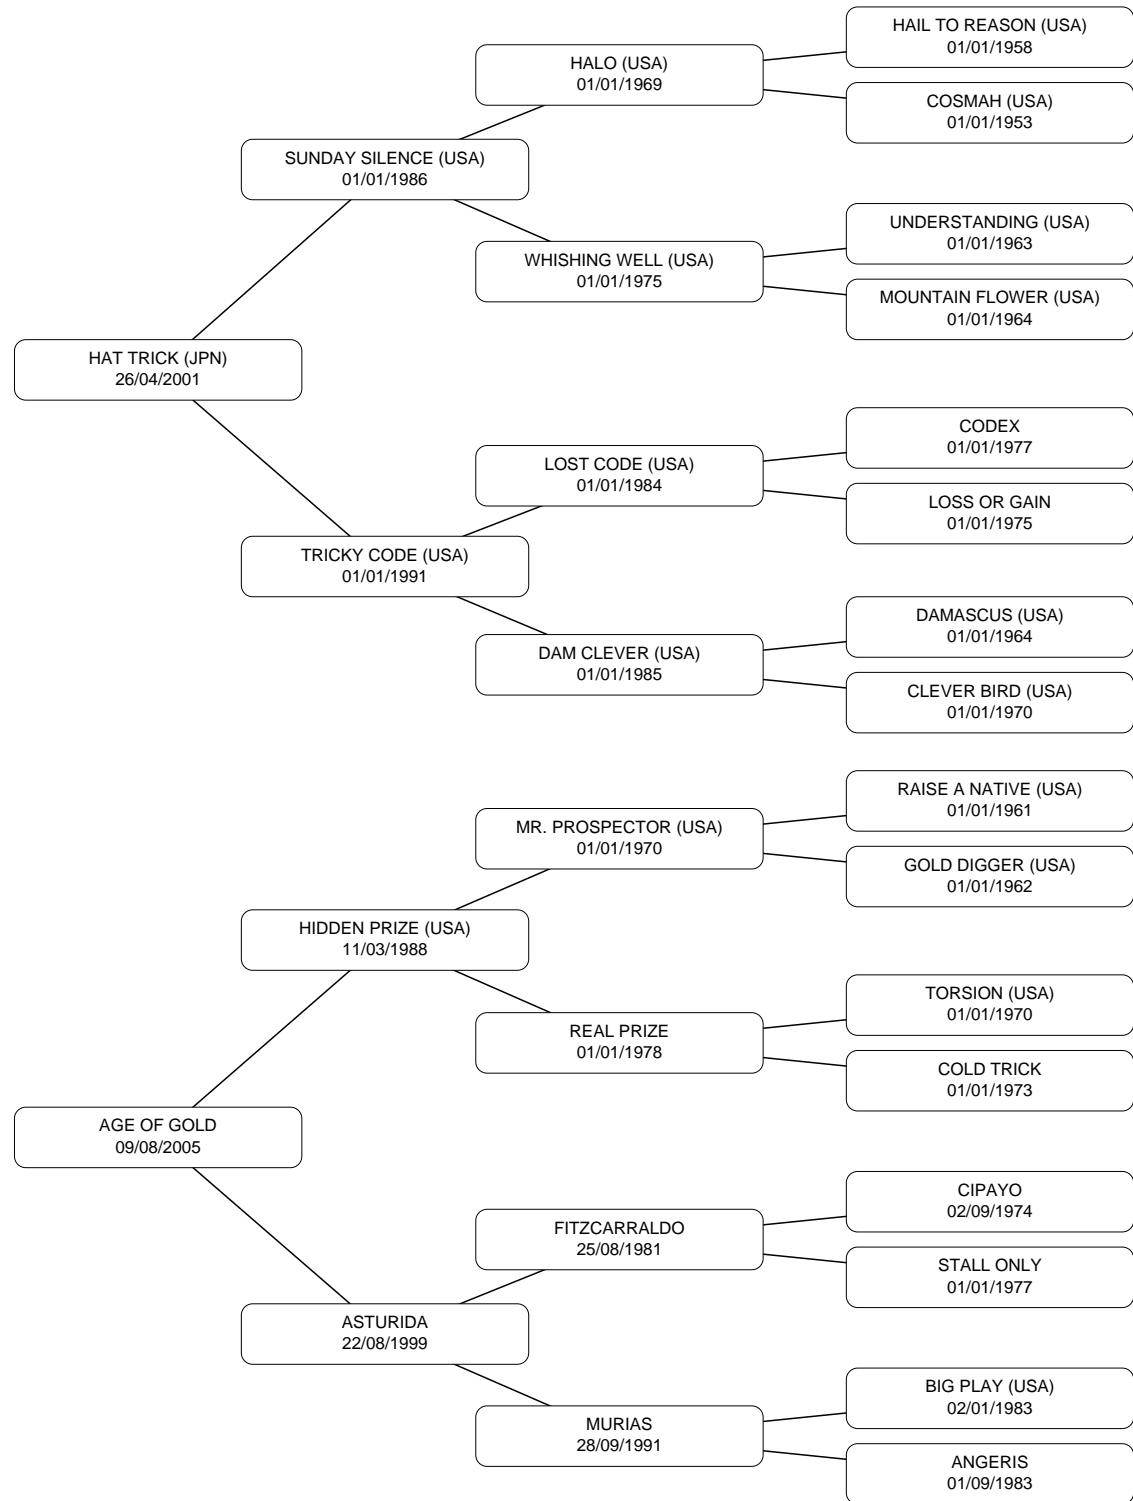 HAIL TO REASON (USA)
01/01/1958
HALO (USA)
01/01/1969
COSMAH (USA)
01/01/1953
SUNDAY SILENCE (USA)
01/01/1986
UNDERSTANDING (USA)
01/01/1963
WHISHING WELL (USA)
01/01/1975
MOUNTAIN FLOWER (USA)
01/01/1964
HAT TRICK (JPN)
26/04/2001
CODEX
01/01/1977
LOST CODE (USA)
01/01/1984
LOSS OR GAIN
01/01/1975
TRICKY CODE (USA)
01/01/1991
DAMASCUS (USA)
01/01/1964
DAM CLEVER (USA)
01/01/1985
CLEVER BIRD (USA)
01/01/1970
RAISE A NATIVE (USA)
01/01/1961
MR. PROSPECTOR (USA)
01/01/1970
GOLD DIGGER (USA)
01/01/1962
HIDDEN PRIZE (USA)
11/03/1988
TORSION (USA)
01/01/1970
REAL PRIZE
01/01/1978
COLD TRICK
01/01/1973
AGE OF GOLD
09/08/2005
CIPAYO
02/09/1974
FITZCARRALDO
25/08/1981
STALL ONLY
01/01/1977
ASTURIDA
22/08/1999
BIG PLAY (USA)
02/01/1983
MURIAS
28/09/1991
ANGERIS
01/09/1983